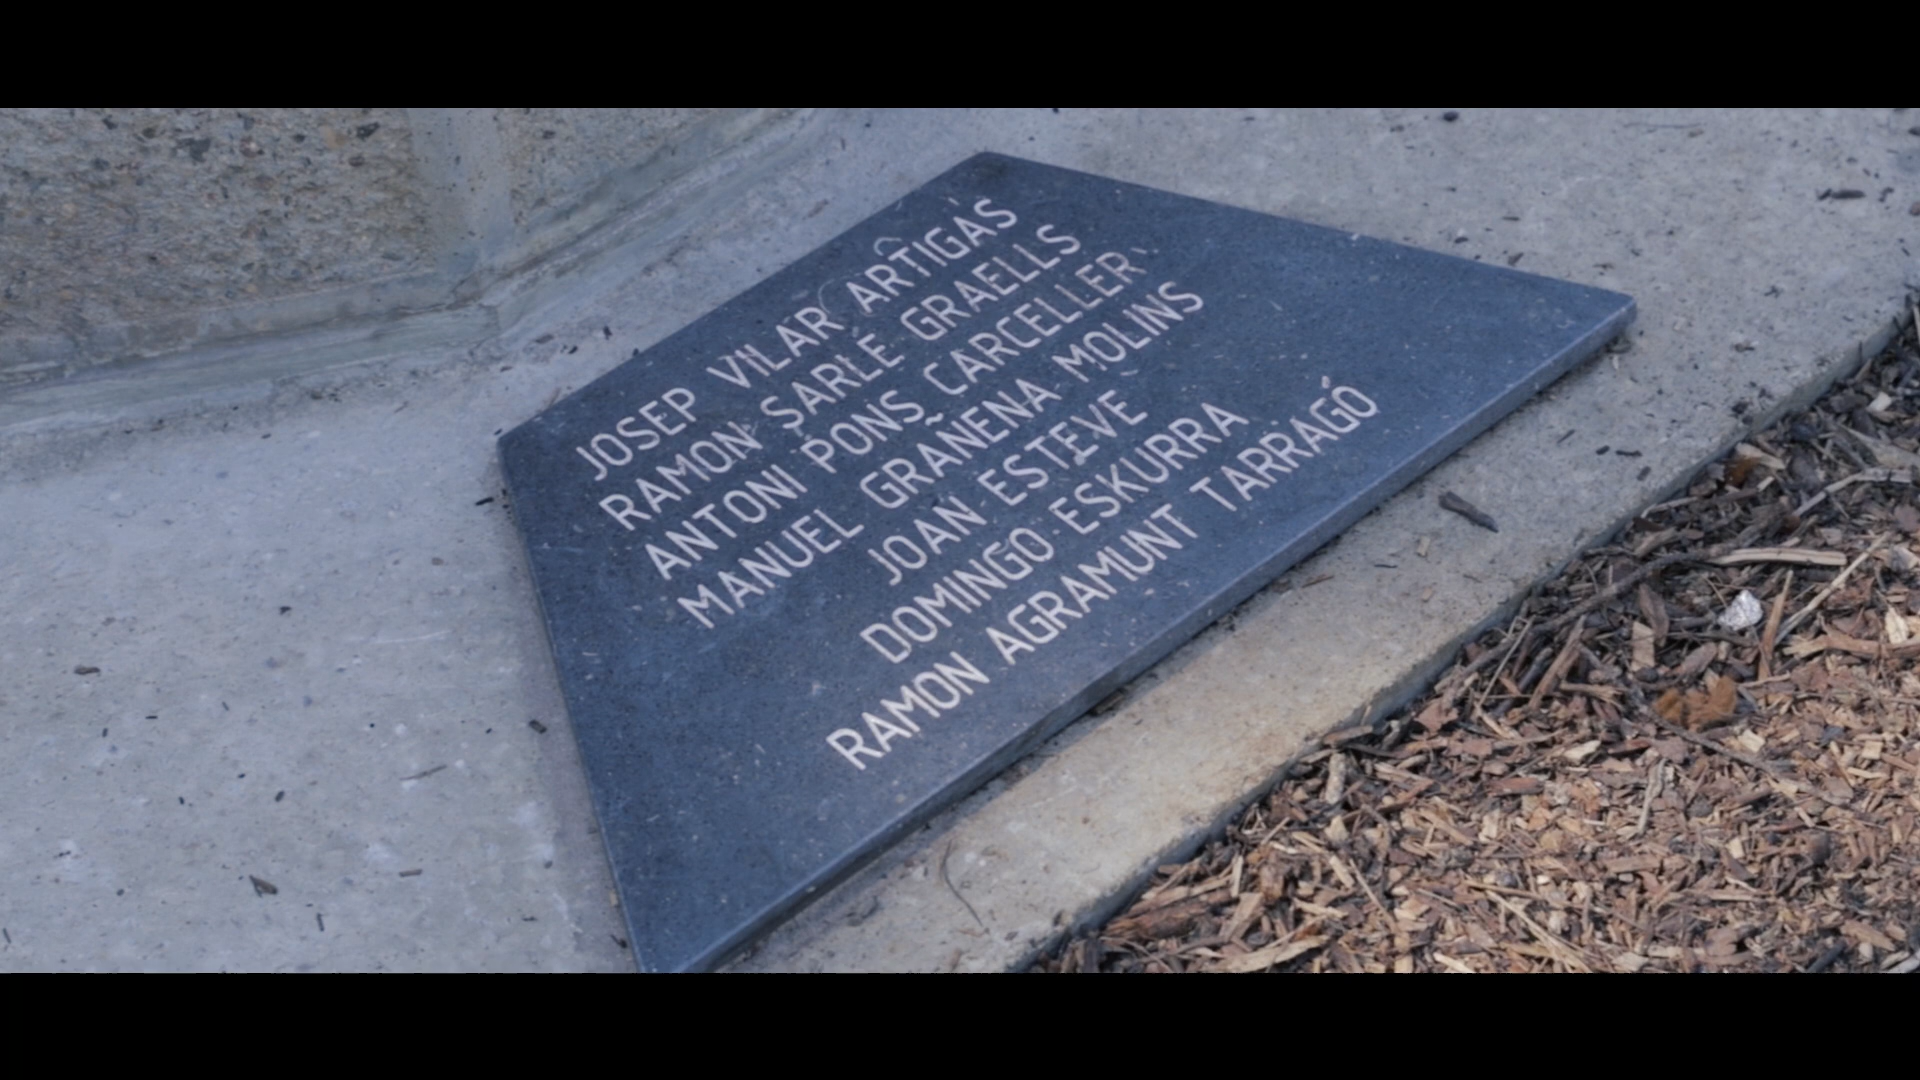 JOSEP VILAR ARTIGAS
RAMON SARLE GRAELLS
ANTONI PONS CARCELLER
MANUEL GRAÑENA MOLINS
JOAN ESTEVE
DOMINGO ESKURRA
RAMON AGRAMUNT TARRAGÓ